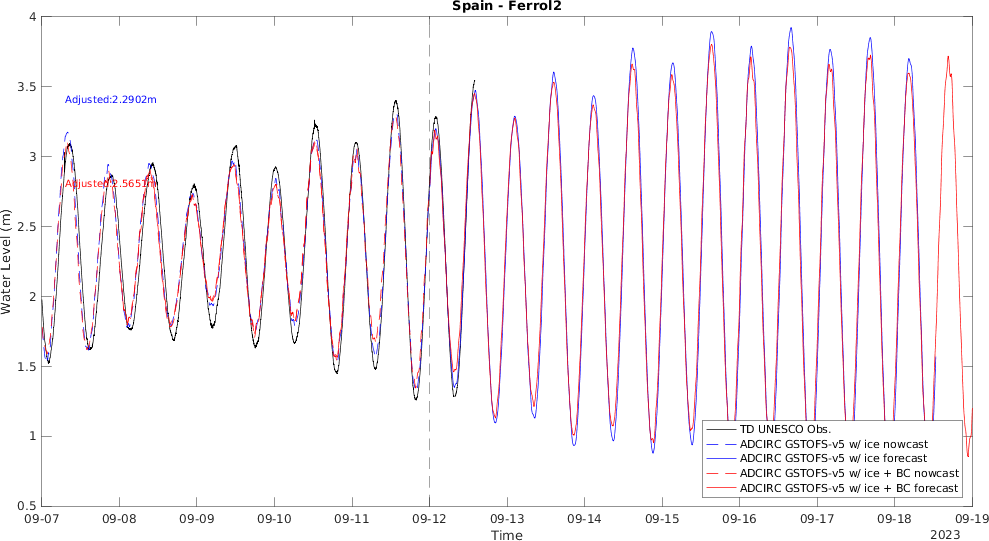 Spain - Ferrol2
4
3.5
3
2.5
2
1.5
1
0.5
Water Level (m)
Adjusted:2.2902m
Adjusted:2.5651m
TD UNESCO Obs.
ADCIRC GSTOFS-v5 w/ ice nowcast
ADCIRC GSTOFS-v5 w/ ice forecast
ADCIRC GSTOFS-v5 w/ ice + BC nowcast
ADCIRC GSTOFS-v5 w/ ice + BC forecast
09-07 09-08 09-09 09-10 09-11 09-12 09-13 09-14 09-15 09-16 09-17 09-18 09-19
Time
2023